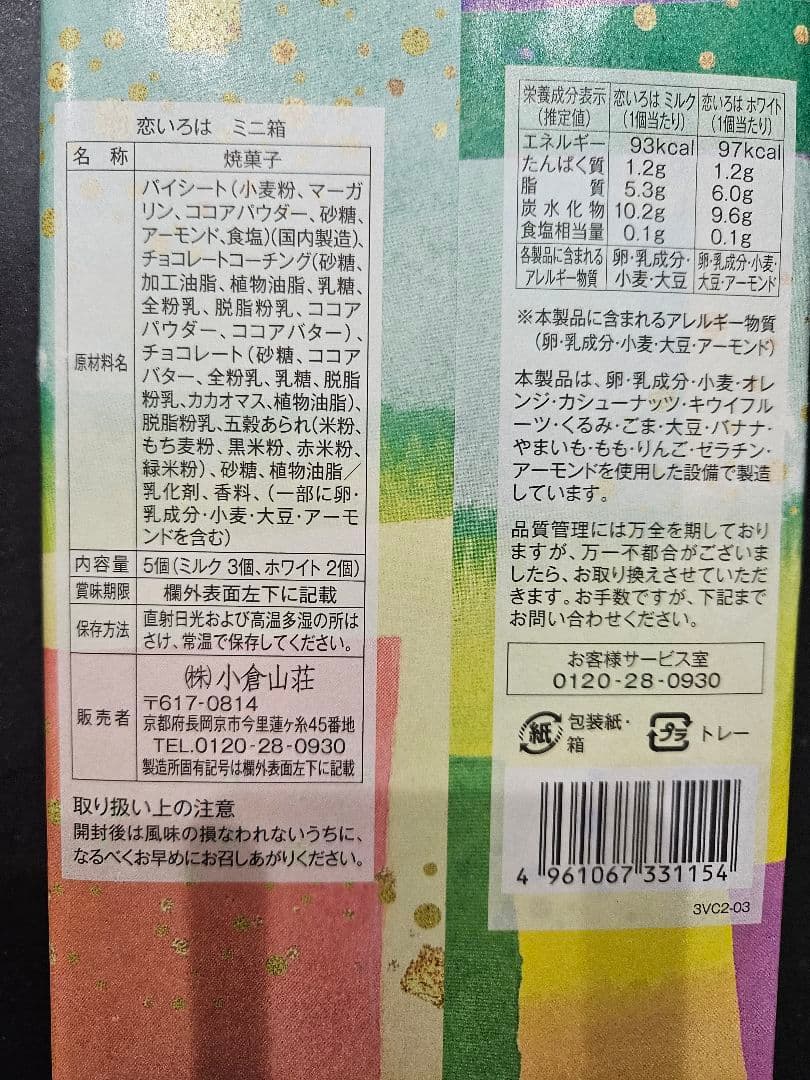 恋いろは ミニ箱
名 称 焼菓子
原材料名
パイシート(小麦粉、マーガ
リン、ココアパウダー、砂糖、
アーモンド、食塩)(国内製造)、
チョコレートコーチング(砂糖、
加工油脂、植物油脂、乳糖、
全粉乳、脱脂粉乳、ココア
パウダー、ココアバター)、
チョコレート(砂糖、ココア
バター、全粉乳、乳糖、脱脂
粉乳、カカオマス、植物油脂)、
脱脂粉乳、五穀あられ(米粉、
もち麦粉、黒米粉、赤米粉、
緑米粉)、砂糖、植物油脂/
乳化剤、香料、(一部に卵・
乳成分・小麦・大豆・アーモ
ンドを含む)
内容量 5個(ミルク 3個、ホワイト 2個)
賞味期限 欄外表面左下に記載
保存方法
直射日光および高温多湿の所は
さけ、常温で保存してください。
販売者
㈱小倉山荘
〒617-0814
京都府長岡京市今里蓮ヶ糸45番地
TEL.0120-28-0930
製造所固有記号は欄外表面左下に記載
取り扱い上の注意
開封後は風味の損なわれないうちに、
なるべくお早めにお召しあがりください。
栄養成分表示 恋いろは ミルク 恋いろは ホワイト
(推定値) (1個当たり) (1個当たり)
エネルギー 93kcal 97kcal
たんぱく質 1.2g 1.2g
脂 質 5.3g 6.0g
炭水化物 10.2g 9.6g
食塩相当量 0.1g 0.1g
各製品に含まれる 卵・乳成分・ 卵・乳成分・小麦・
アレルギー物質 小麦・大豆 大豆・アーモンド
※本製品に含まれるアレルギー物質
(卵・乳成分・小麦・大豆・アーモンド)
本製品は、卵・乳成分・小麦・オレ
ンジ・カシューナッツ・キウイフル
ーツ・くるみ・ごま・大豆・バナナ・
やまいも・もも・りんご・ゼラチン・
アーモンドを使用した設備で製造
しています。
品質管理には万全を期しており
ますが、万一不都合がございま
したら、お取り換えさせていただ
きます。お手数ですが、下記まで
お問い合わせください。
お客様サービス室
0120-28-0930
紙 包装紙・
箱
プラ トレー
4 961067 331154
3VC2-03